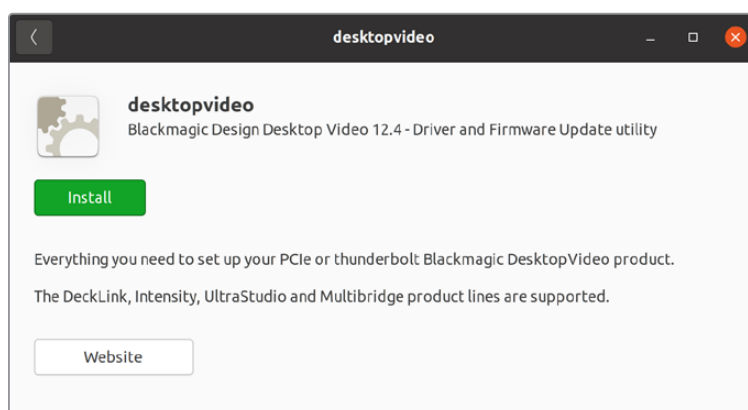 desktopvideo
desktopvideo
Blackmagic Design Desktop Video 12.4 - Driver and Firmware Update utility
Install
Everything you need to set up your PCIe or thunderbolt Blackmagic DesktopVideo product.
The DeckLink, Intensity, UltraStudio and Multibridge product lines are supported.
Website